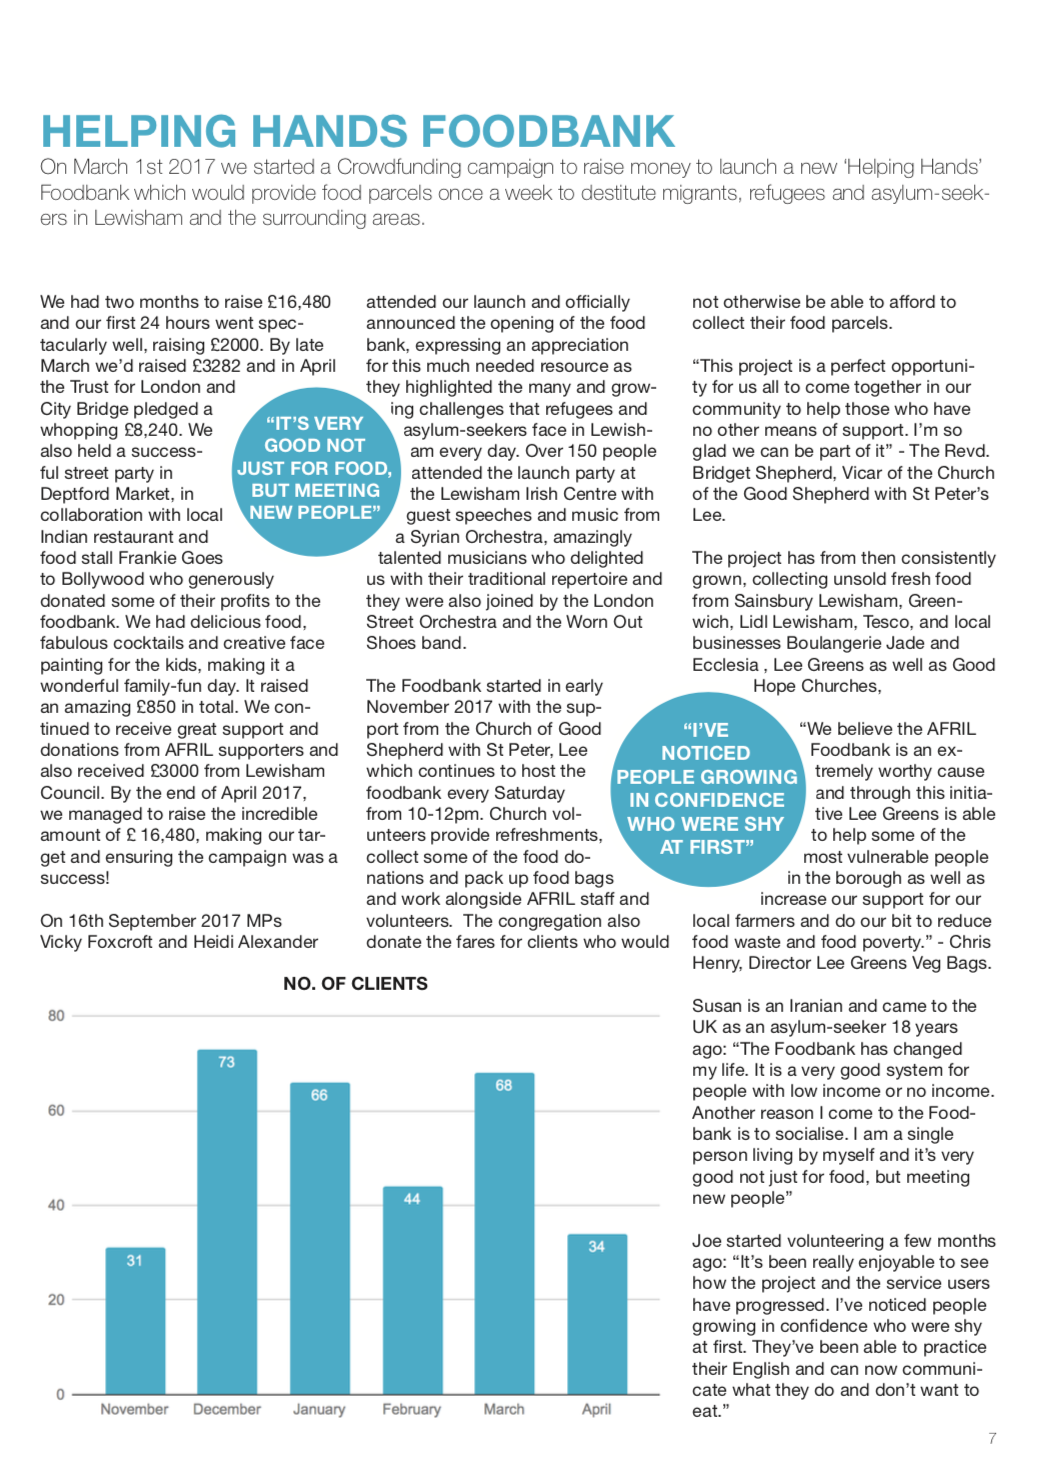 HELPING HANDS FOODBANK
On March 1st 2017 we started a Crowdfunding campaign to raise money to launch a new ‘Helping Hands’
Foodbank which would provide food parcels once a week to destitute migrants, refugees and asylum-seek-
ers in Lewisham and the surrounding areas.
We had two months to raise £16,480
and our first 24 hours went spec-
tacularly well, raising £2000. By late
March we’d raised £3282 and in April
the Trust for London and
City Bridge pledged a
whopping £8,240. We
also held a success-
ful street party in
Deptford Market, in
collaboration with local
Indian restaurant and
food stall Frankie Goes
to Bollywood who generously
donated some of their profits to the
foodbank. We had delicious food,
fabulous cocktails and creative face
painting for the kids, making it a
wonderful family-fun day. It raised
an amazing £850 in total. We con-
tinued to receive great support and
donations from AFRIL supporters and
also received £3000 from Lewisham
Council. By the end of April 2017,
we managed to raise the incredible
amount of £ 16,480, making our tar-
get and ensuring the campaign was a
success!
On 16th September 2017 MPs
Vicky Foxcroft and Heidi Alexander
“IT’S VERY
GOOD NOT
JUST FOR FOOD,
BUT MEETING
NEW PEOPLE”
attended our launch and officially
announced the opening of the food
bank, expressing an appreciation
for this much needed resource as
they highlighted the many and grow-
ing challenges that refugees and
asylum-seekers face in Lewish-
am every day. Over 150 people
attended the launch party at
the Lewisham Irish Centre with
guest speeches and music from
a Syrian Orchestra, amazingly
talented musicians who delighted
us with their traditional repertoire and
they were also joined by the London
Street Orchestra and the Worn Out
Shoes band.
The Foodbank started in early
November 2017 with the sup-
port from the Church of Good
Shepherd with St Peter, Lee
which continues to host the
foodbank every Saturday
from 10-12pm. Church vol-
unteers provide refreshments,
collect some of the food do-
nations and pack up food bags
and work alongside AFRIL staff and
volunteers.  The congregation also
donate the fares for clients who would
“I’VE
NOTICED
PEOPLE GROWING
IN CONFIDENCE
WHO WERE SHY
AT FIRST”
not otherwise be able to afford to
collect their food parcels.
“This project is a perfect opportuni-
ty for us all to come together in our
community to help those who have
no other means of support. I’m so
glad we can be part of it” - The Revd.
Bridget Shepherd, Vicar of the Church
of the Good Shepherd with St Peter’s
Lee.
The project has from then consistently
grown, collecting unsold fresh food
from Sainsbury Lewisham, Green-
wich, Lidl Lewisham, Tesco, and local
businesses Boulangerie Jade and
Ecclesia , Lee Greens as well as Good
Hope Churches,
“We believe the AFRIL
Foodbank is an ex-
tremely worthy cause
and through this initia-
tive Lee Greens is able
to help some of the
most vulnerable people
in the borough as well as
increase our support for our
local farmers and do our bit to reduce
food waste and food poverty.” - Chris
Henry, Director Lee Greens Veg Bags.
Susan is an Iranian and came to the
UK as an asylum-seeker 18 years
ago: “The Foodbank has changed
my life. It is a very good system for
people with low income or no income.
Another reason I come to the Food-
bank is to socialise. I am a single
person living by myself and it’s very
good not just for food, but meeting
new people”
Joe started volunteering a few months
ago: “It’s been really enjoyable to see
how the project and the service users
have progressed. I’ve noticed people
growing in confidence who were shy
at first. They’ve been able to practice
their English and can now communi-
cate what they do and don’t want to
eat.”
NO. OF CLIENTS
80
60
40
20
0
31
73
66
44
68
34
November December January February March April
7